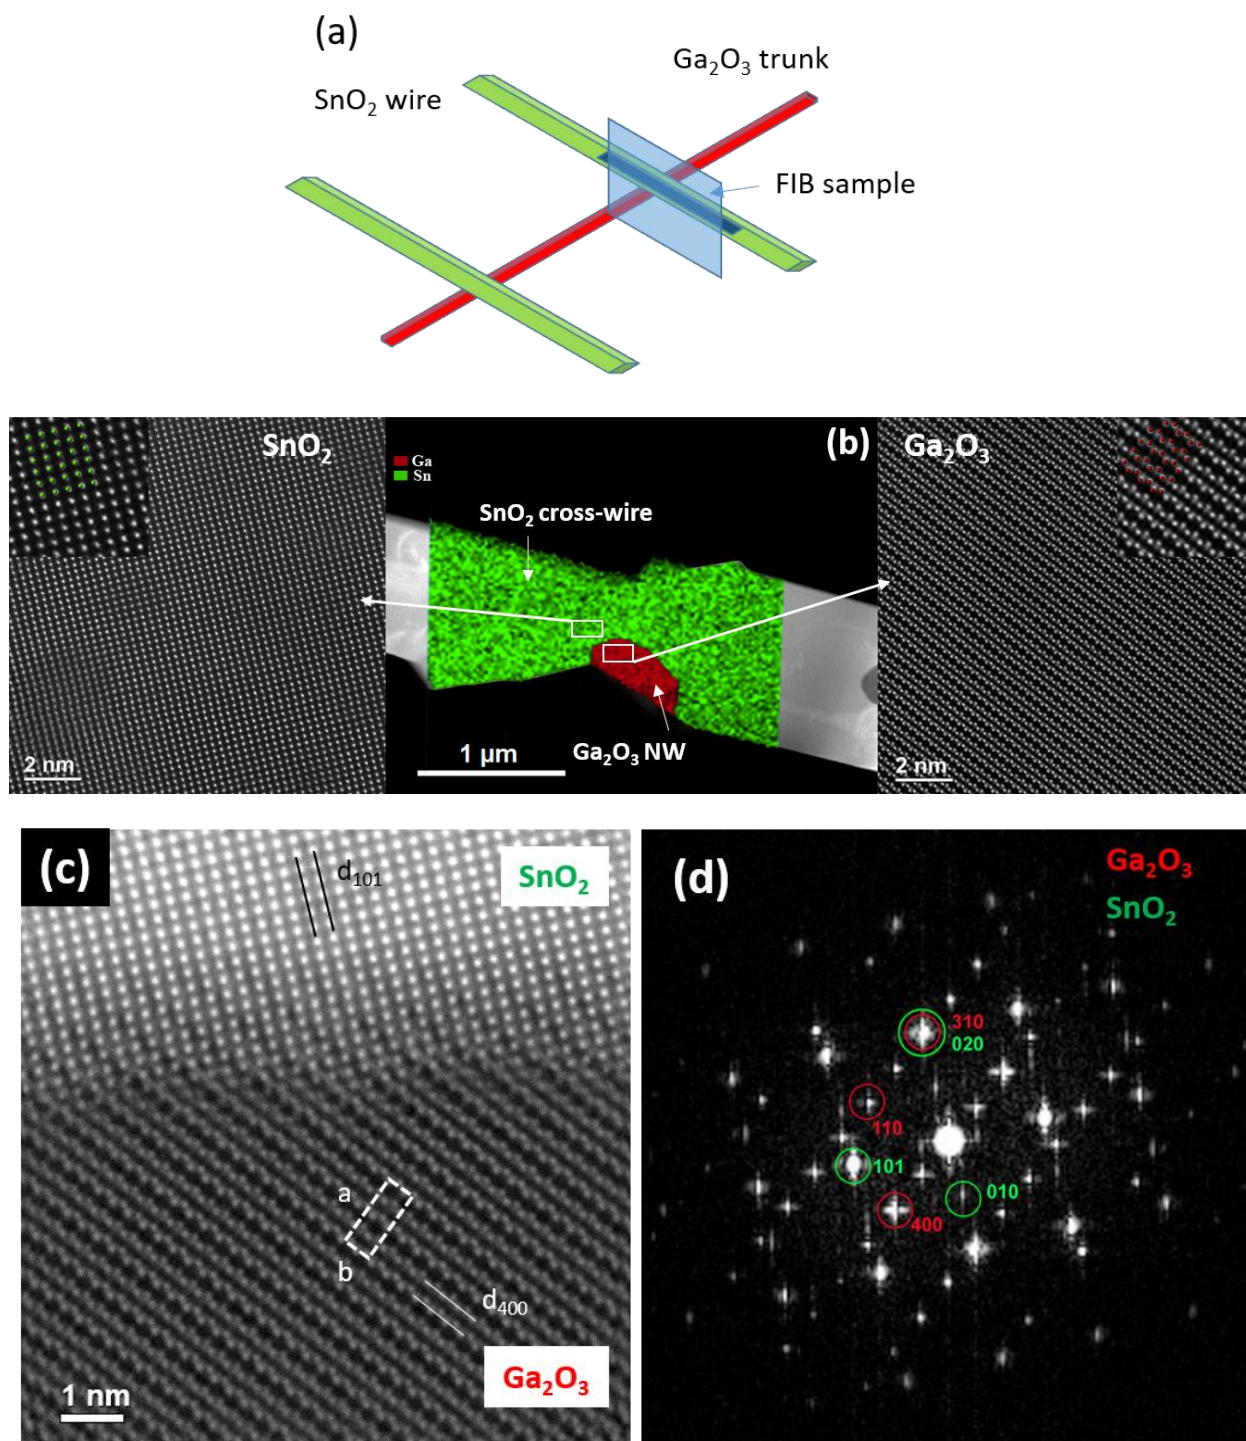 (a)
Ga₂O₃ trunk
SnO₂ wire
FIB sample
SnO₂
Ga
Sn
(b)
Ga₂O₃
SnO₂ cross-wire
2 nm
1 µm
Ga₂O₃ NW
2 nm
(c)
d₁₀₁
SnO₂
a
b
d₄₀₀
Ga₂O₃
1 nm
(d)
Ga₂O₃
SnO₂
310
020
110
101
010
400